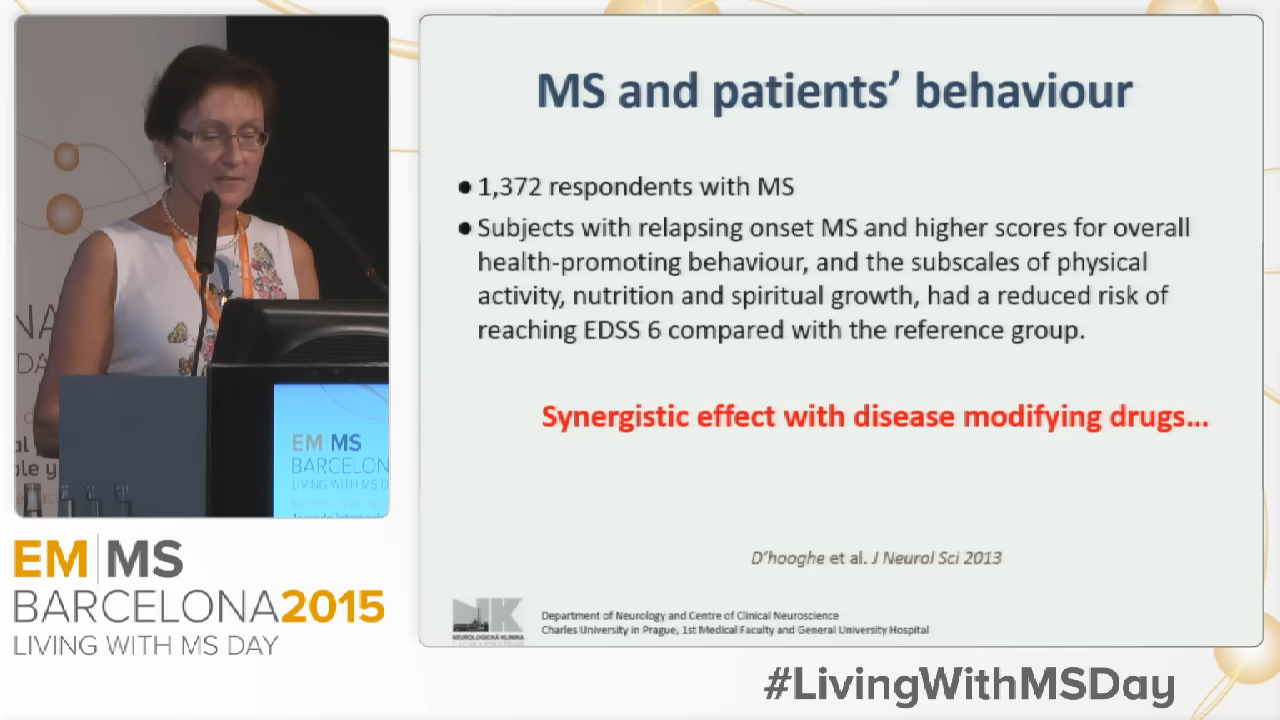 MS and patients' behaviour
● 1,372 respondents with MS
● Subjects with relapsing onset MS and higher scores for overall
health-promoting behaviour, and the subscales of physical
activity, nutrition and spiritual growth, had a reduced risk of
reaching EDSS 6 compared with the reference group.
Synergistic effect with disease modifying drugs...
D'hooghe et al. J Neurol Sci 2013
NK
NEUROLOGICKÁ KLINIKA
Department of Neurology and Centre of Clinical Neuroscience
Charles University in Prague, 1st Medical Faculty and General University Hospital
EM|MS
BARCELONA
LIVING WITH MS D
EM|MS
BARCELONA2015
LIVING WITH MS DAY
#LivingWithMSDay